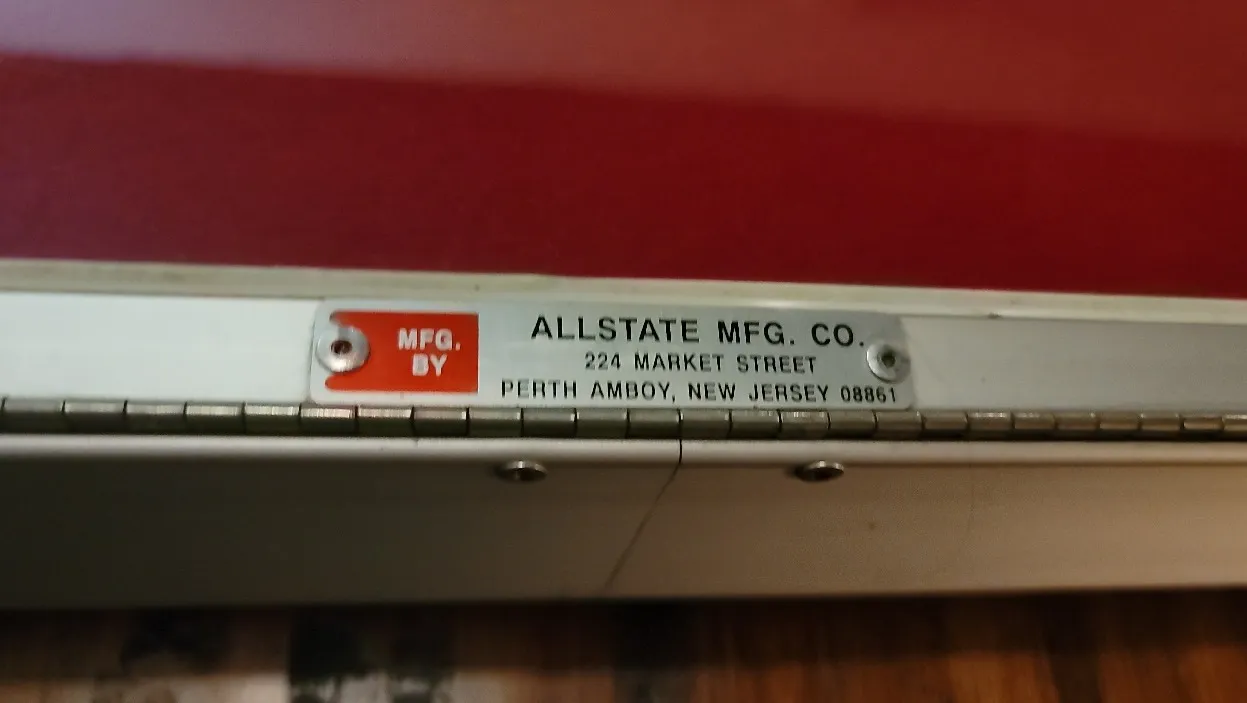 MFG.
BY
ALLSTATE MFG. CO.
224 MARKET STREET
PERTH AMBOY, NEW JERSEY 08861